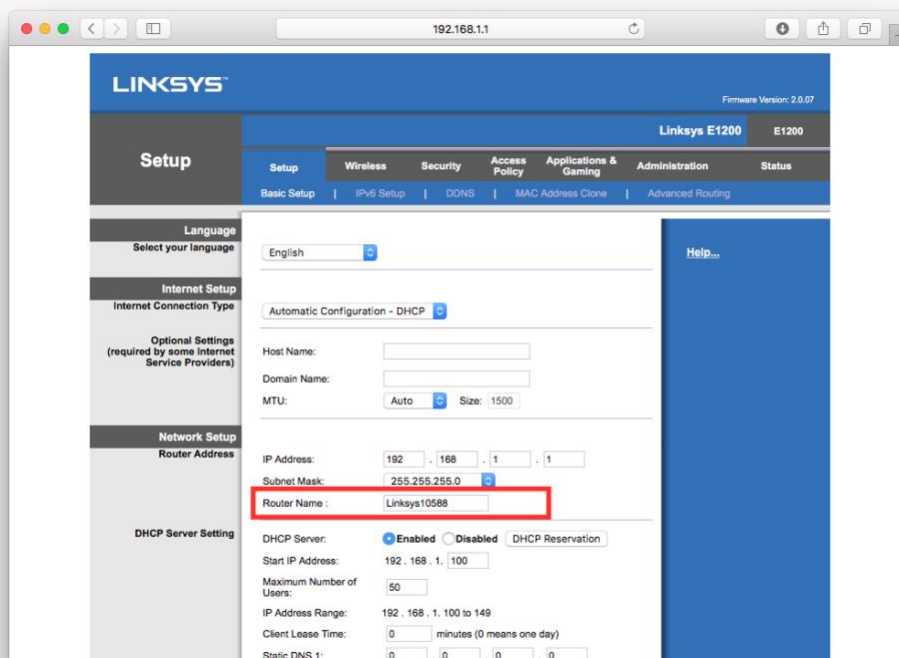 192.168.1.1
LINKSYS™
Firmware Version: 2.0.07
Linksys E1200 E1200
Setup
Setup Wireless Security Access Policy Applications & Gaming Administration Status
Basic Setup | IPv6 Setup | DDNS | MAC Address Clone | Advanced Routing
Language
Select your language English
Help...
Internet Setup
Internet Connection Type Automatic Configuration - DHCP
Optional Settings
(required by some Internet
Service Providers)
Host Name:
Domain Name:
MTU: Auto Size: 1500
Network Setup
Router Address
IP Address: 192 . 168 . 1 . 1
Subnet Mask: 255.255.255.0
Router Name : Linksys10588
DHCP Server Setting
DHCP Server: Enabled Disabled DHCP Reservation
Start IP Address: 192 . 168 . 1. 100
Maximum Number of
Users: 50
IP Address Range: 192 . 168 . 1. 100 to 149
Client Lease Time: 0 minutes (0 means one day)
Static DNS 1: 0 . 0 . 0 . 0